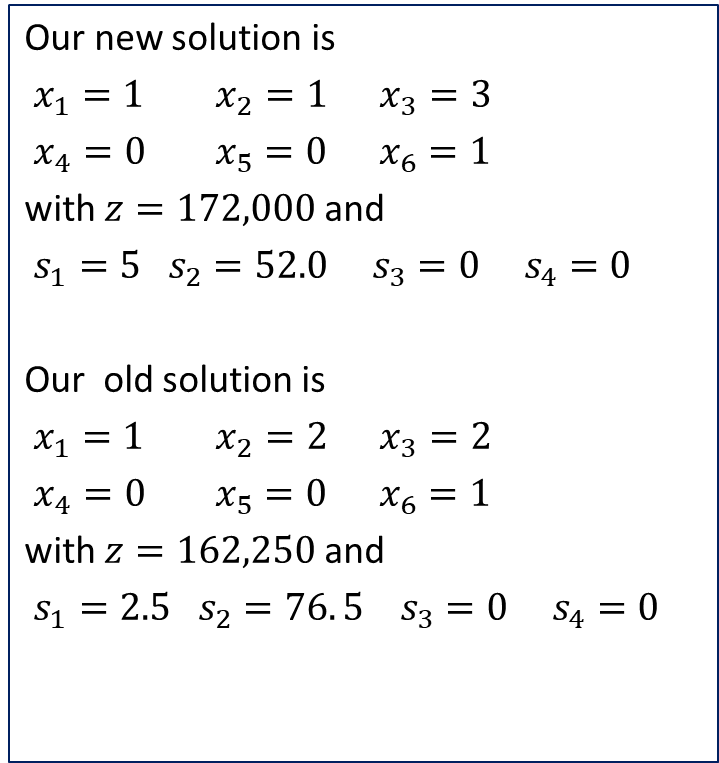 Our new solution is
x₁ = 1 x₂ = 1 x₃ = 3
x₄ = 0 x₅ = 0 x₆ = 1
with z = 172,000 and
s₁ = 5 s₂ = 52.0 s₃ = 0 s₄ = 0
Our old solution is
x₁ = 1 x₂ = 2 x₃ = 2
x₄ = 0 x₅ = 0 x₆ = 1
with z = 162,250 and
s₁ = 2.5 s₂ = 76.5 s₃ = 0 s₄ = 0